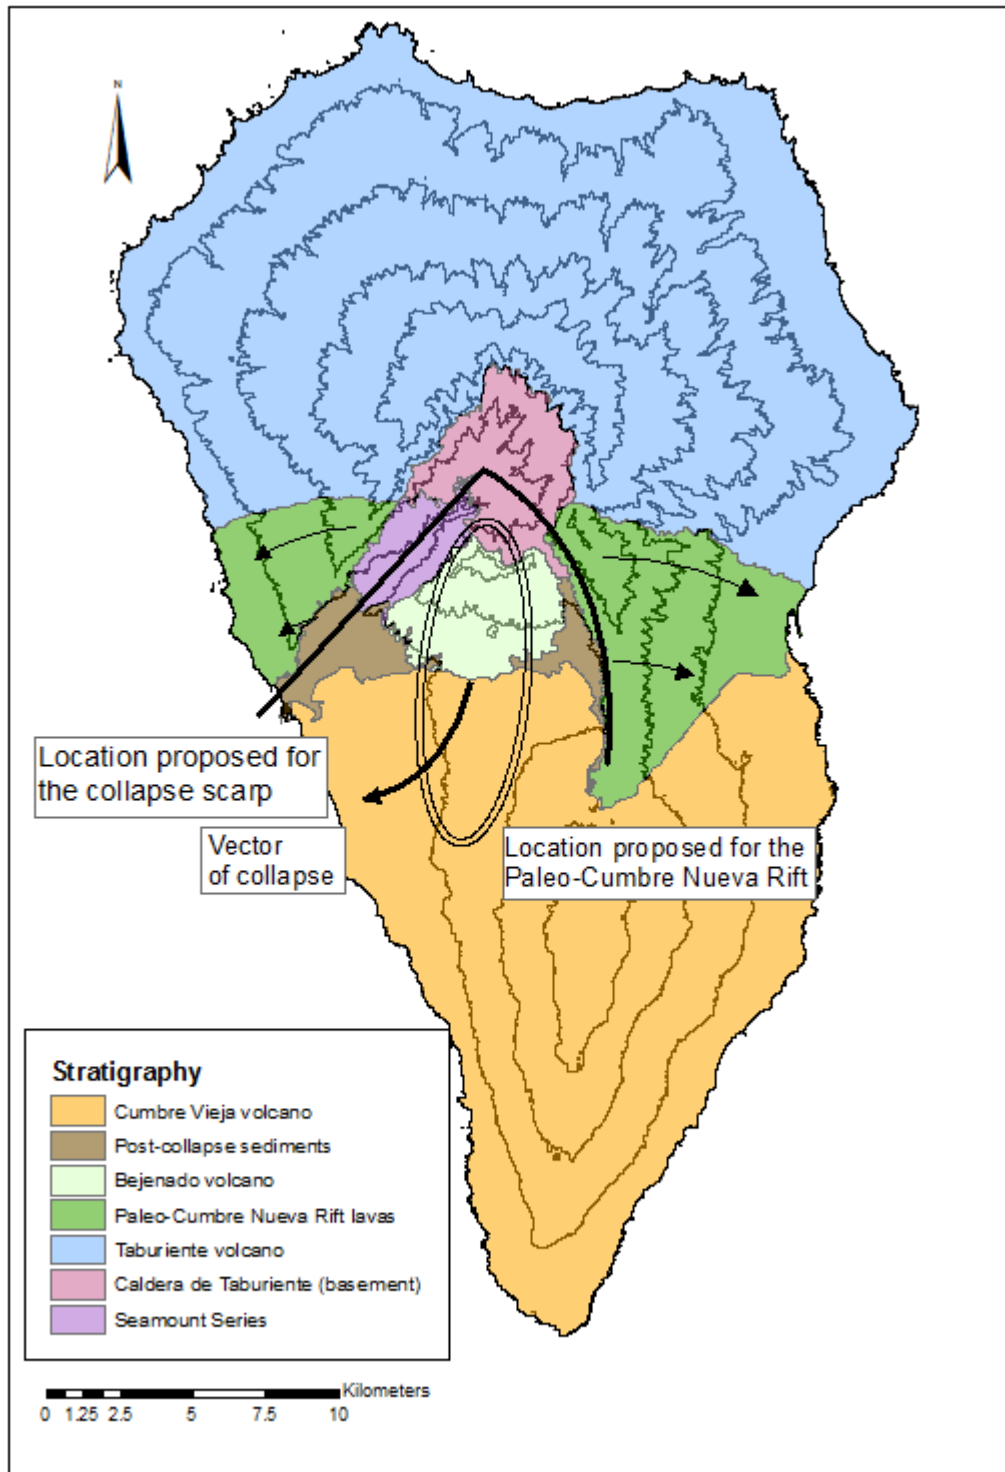 N
Location proposed for
the collapse scarp
Vector
of collapse
Location proposed for the
Paleo-Cumbre Nueva Rift
Stratigraphy
Cumbre Vieja volcano
Post-collapse sediments
Bejenado volcano
Paleo-Cumbre Nueva Rift lavas
Taburiente volcano
Caldera de Taburiente (basement)
Seamount Series
Kilometers
0 1.25 2.5 5 7.5 10